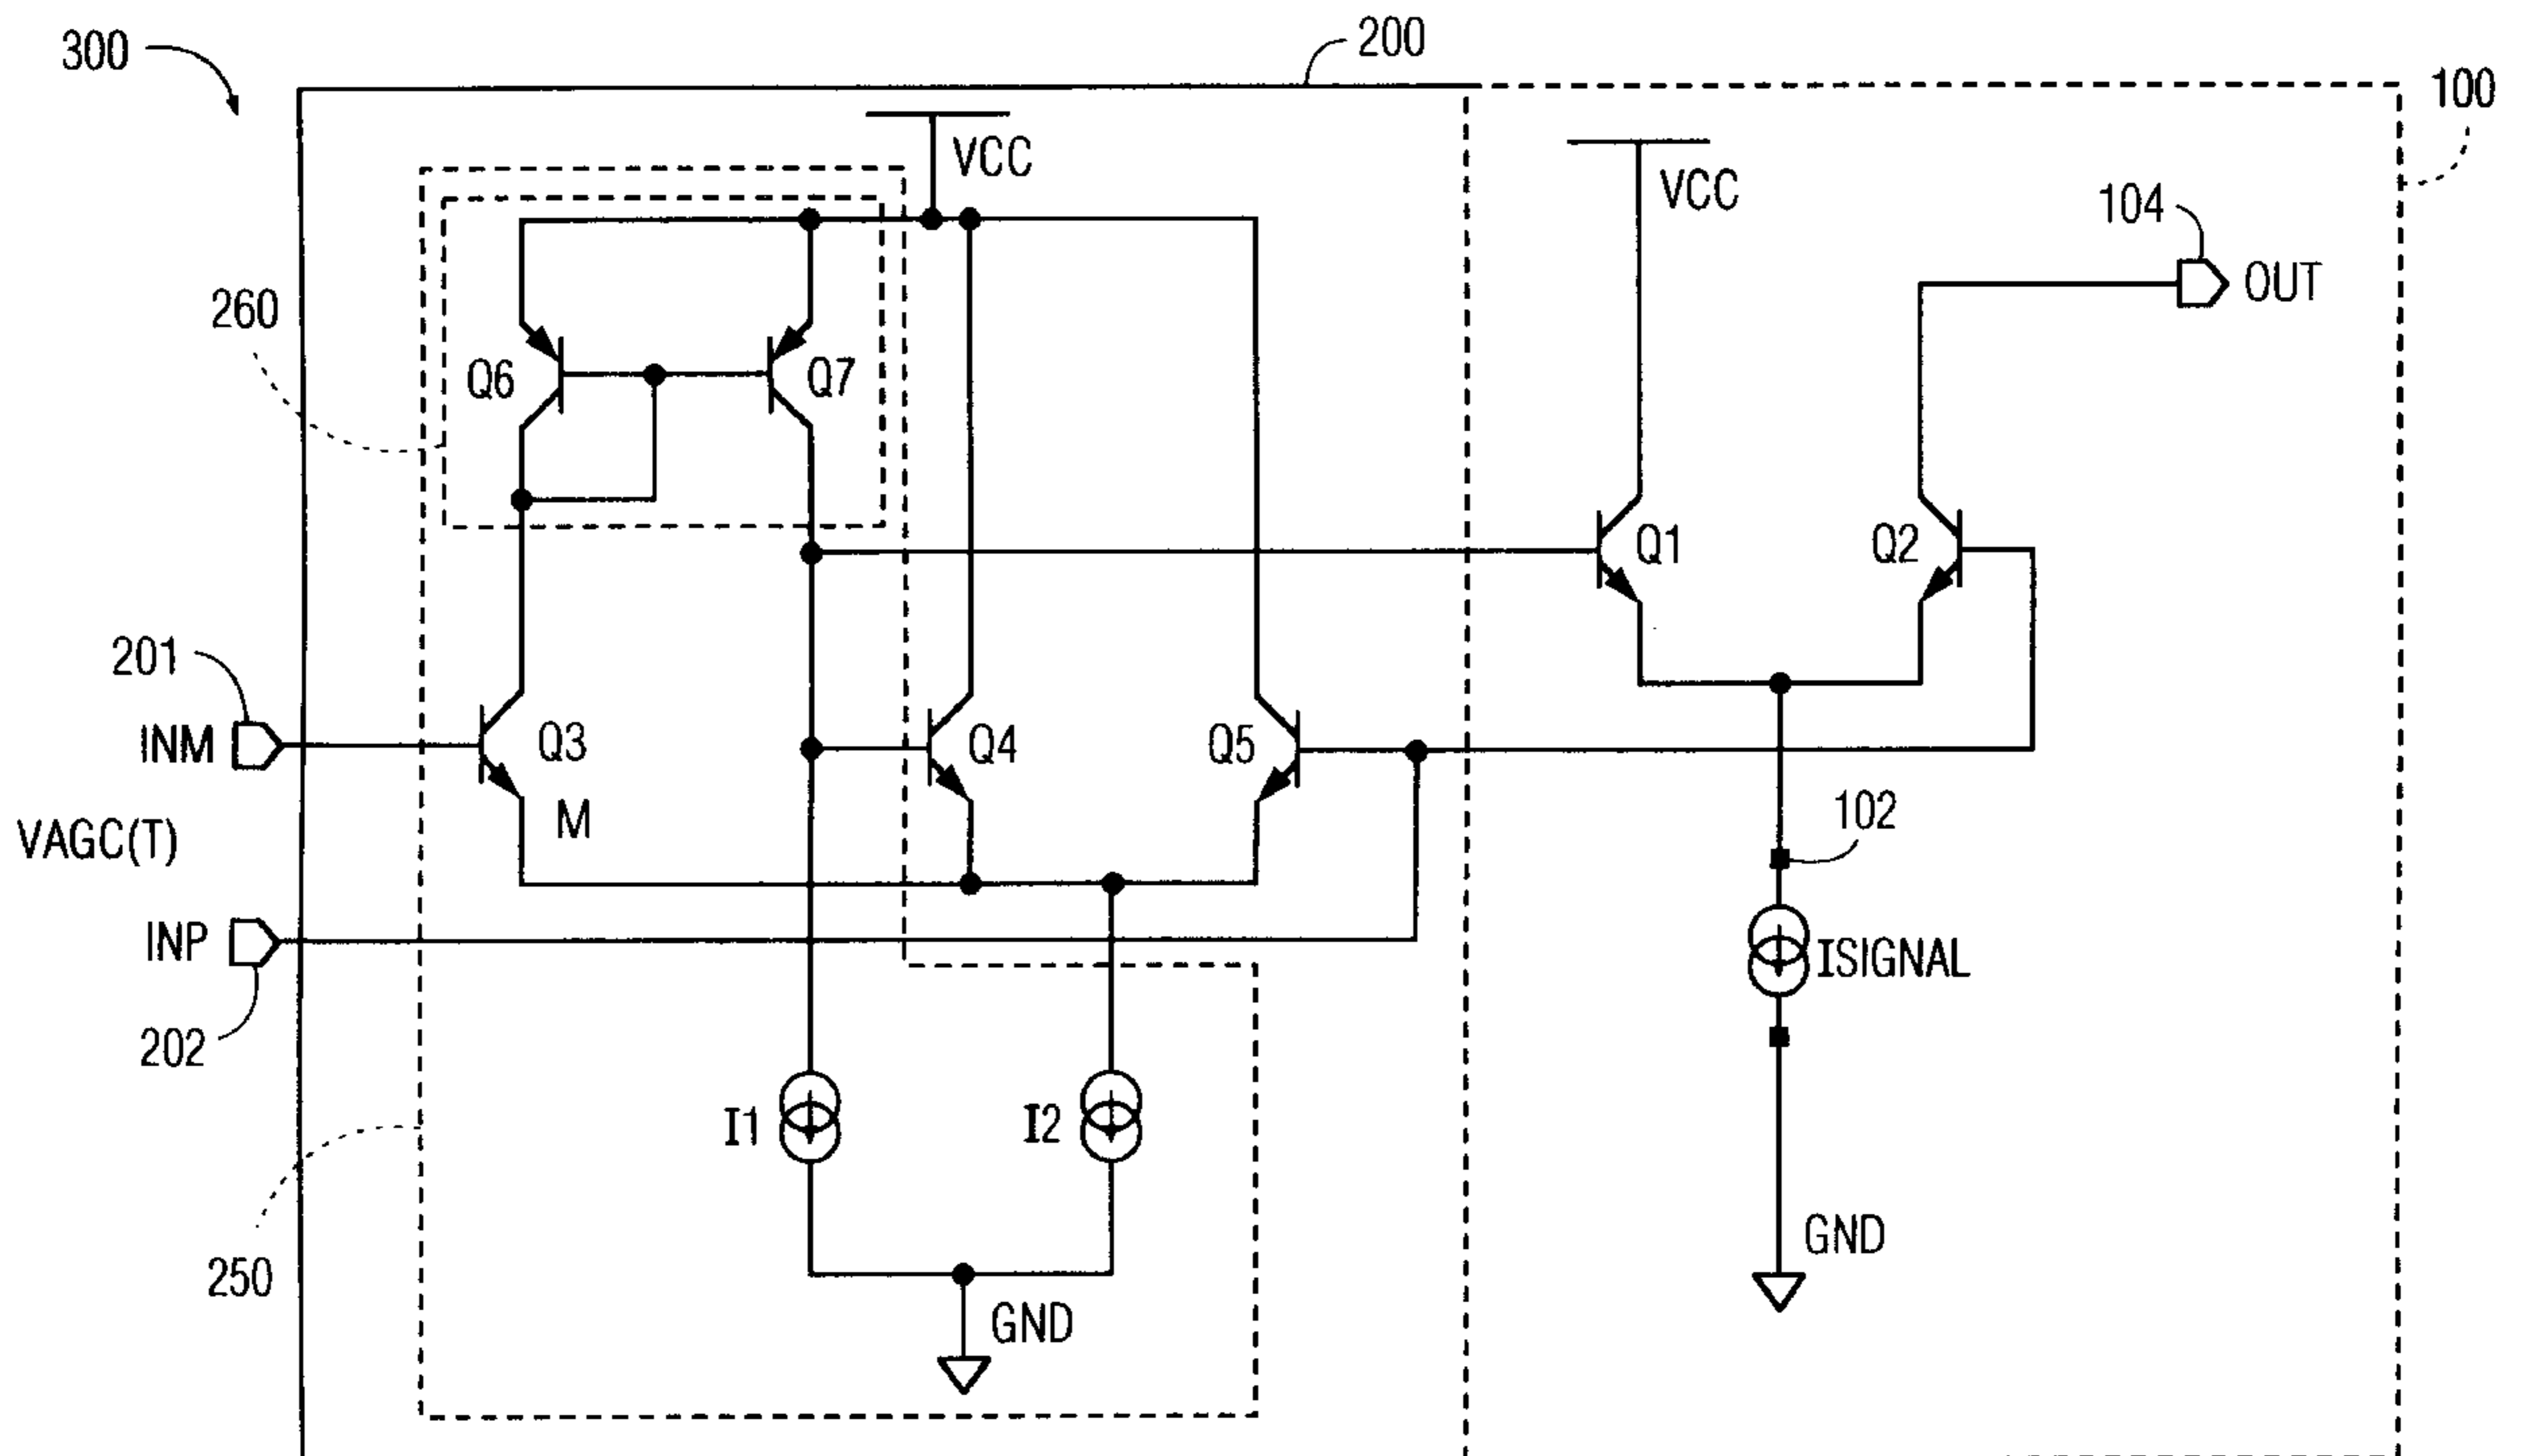 300
200
100
VCC
VCC
104
OUT
260
Q6
Q7
Q1
Q2
201
INM
Q3
Q4
Q5
M
102
VAGC(T)
INP
ISIGNAL
202
I1
I2
GND
250
GND